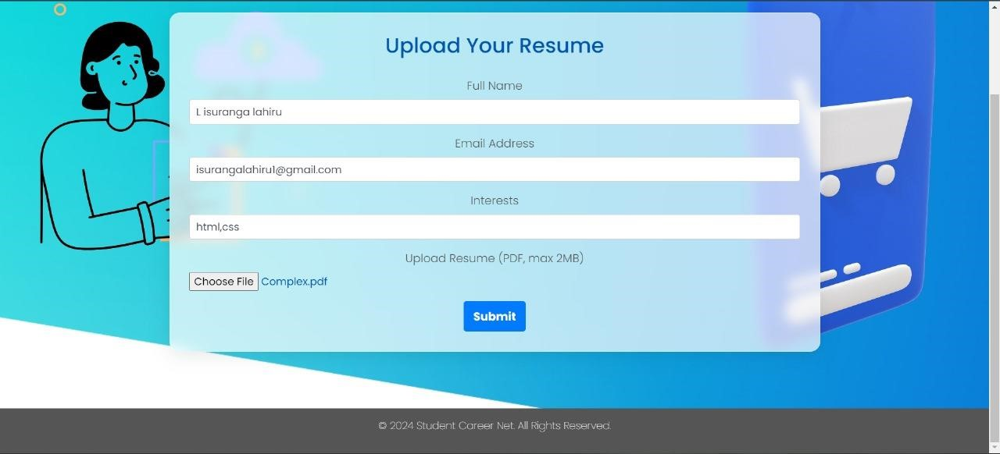 Upload Your Resume
Full Name
L isuranga lahiru
Email Address
isurangalahiru1@gmail.com
Interests
html,css
Upload Resume (PDF, max 2MB)
Choose File Complex.pdf
Submit
© 2024 Student Career Net. All Rights Reserved.